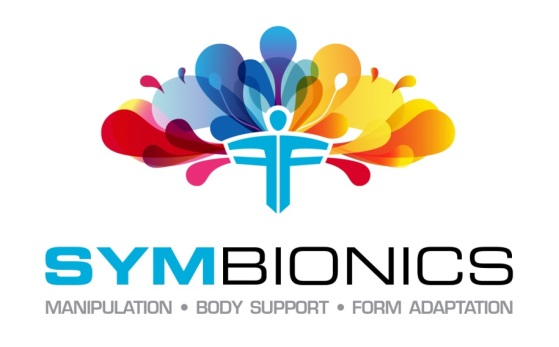 SYMBIONICS
MANIPULATION • BODY SUPPORT • FORM ADAPTATION